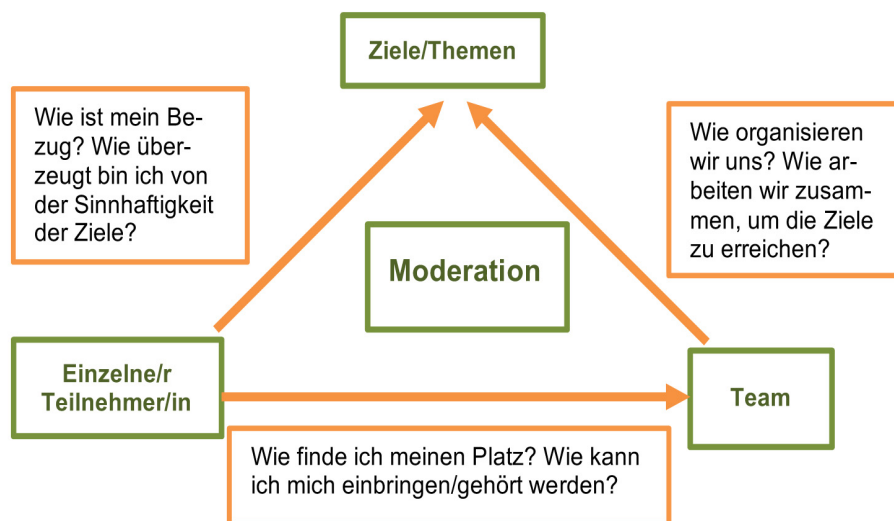 Ziele/Themen
Wie ist mein Be-
zug? Wie über-
zeugt bin ich von
der Sinnhaftigkeit
der Ziele?
Wie organisieren
wir uns? Wie ar-
beiten wir zusam-
men, um die Ziele
zu erreichen?
Moderation
Einzelne/r
Teilnehmer/in
Team
Wie finde ich meinen Platz? Wie kann
ich mich einbringen/gehört werden?